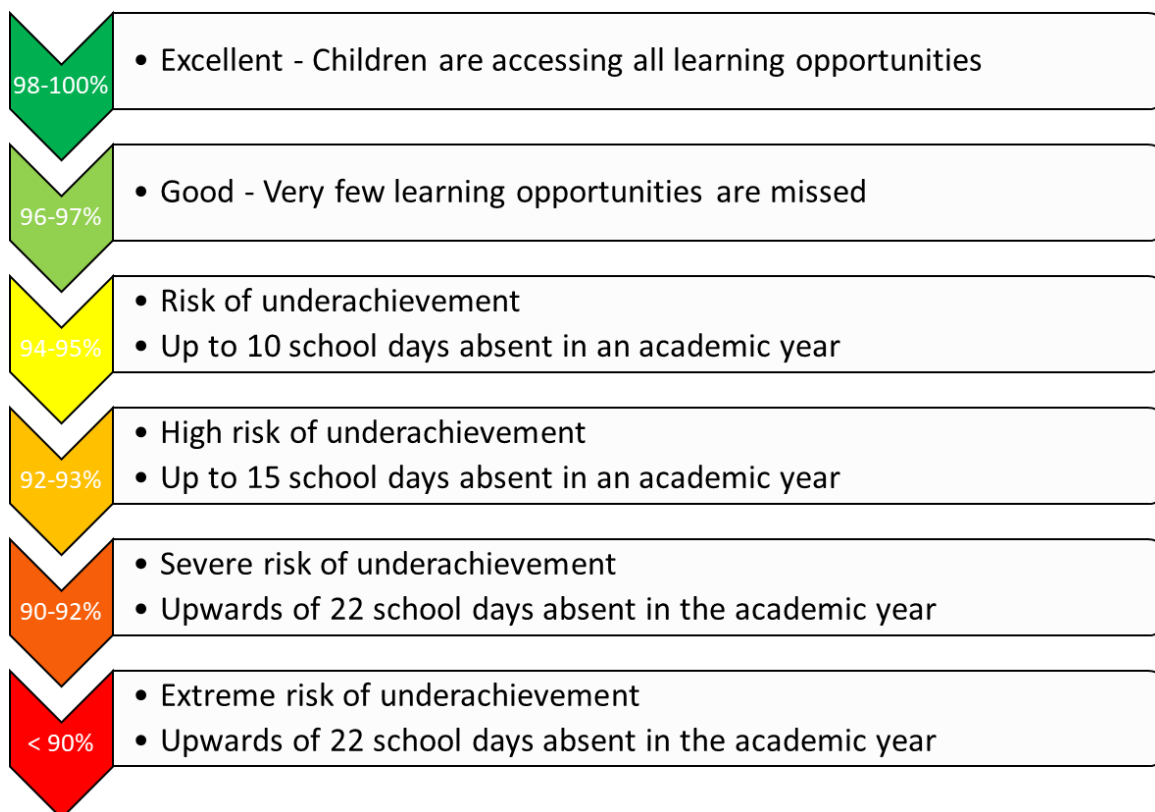 98-100%
• Excellent - Children are accessing all learning opportunities
96-97%
• Good - Very few learning opportunities are missed
94-95%
• Risk of underachievement
• Up to 10 school days absent in an academic year
92-93%
• High risk of underachievement
• Up to 15 school days absent in an academic year
90-92%
• Severe risk of underachievement
• Upwards of 22 school days absent in the academic year
< 90%
• Extreme risk of underachievement
• Upwards of 22 school days absent in the academic year